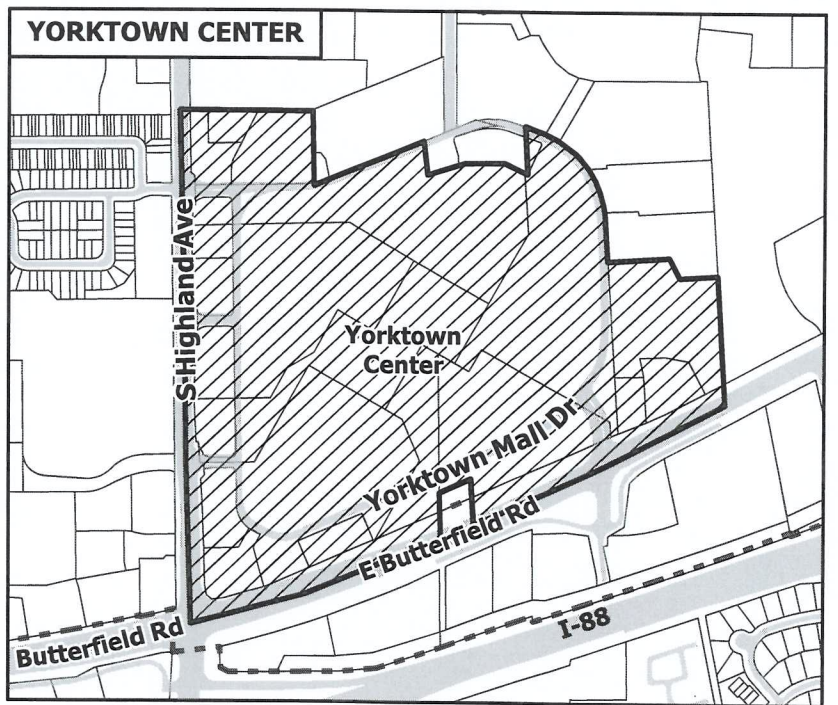 YORKTOWN CENTER
S Highland Ave
Yorktown
Center
Yorktown Mall Dr
E Butterfield Rd
I-88
Butterfield Rd